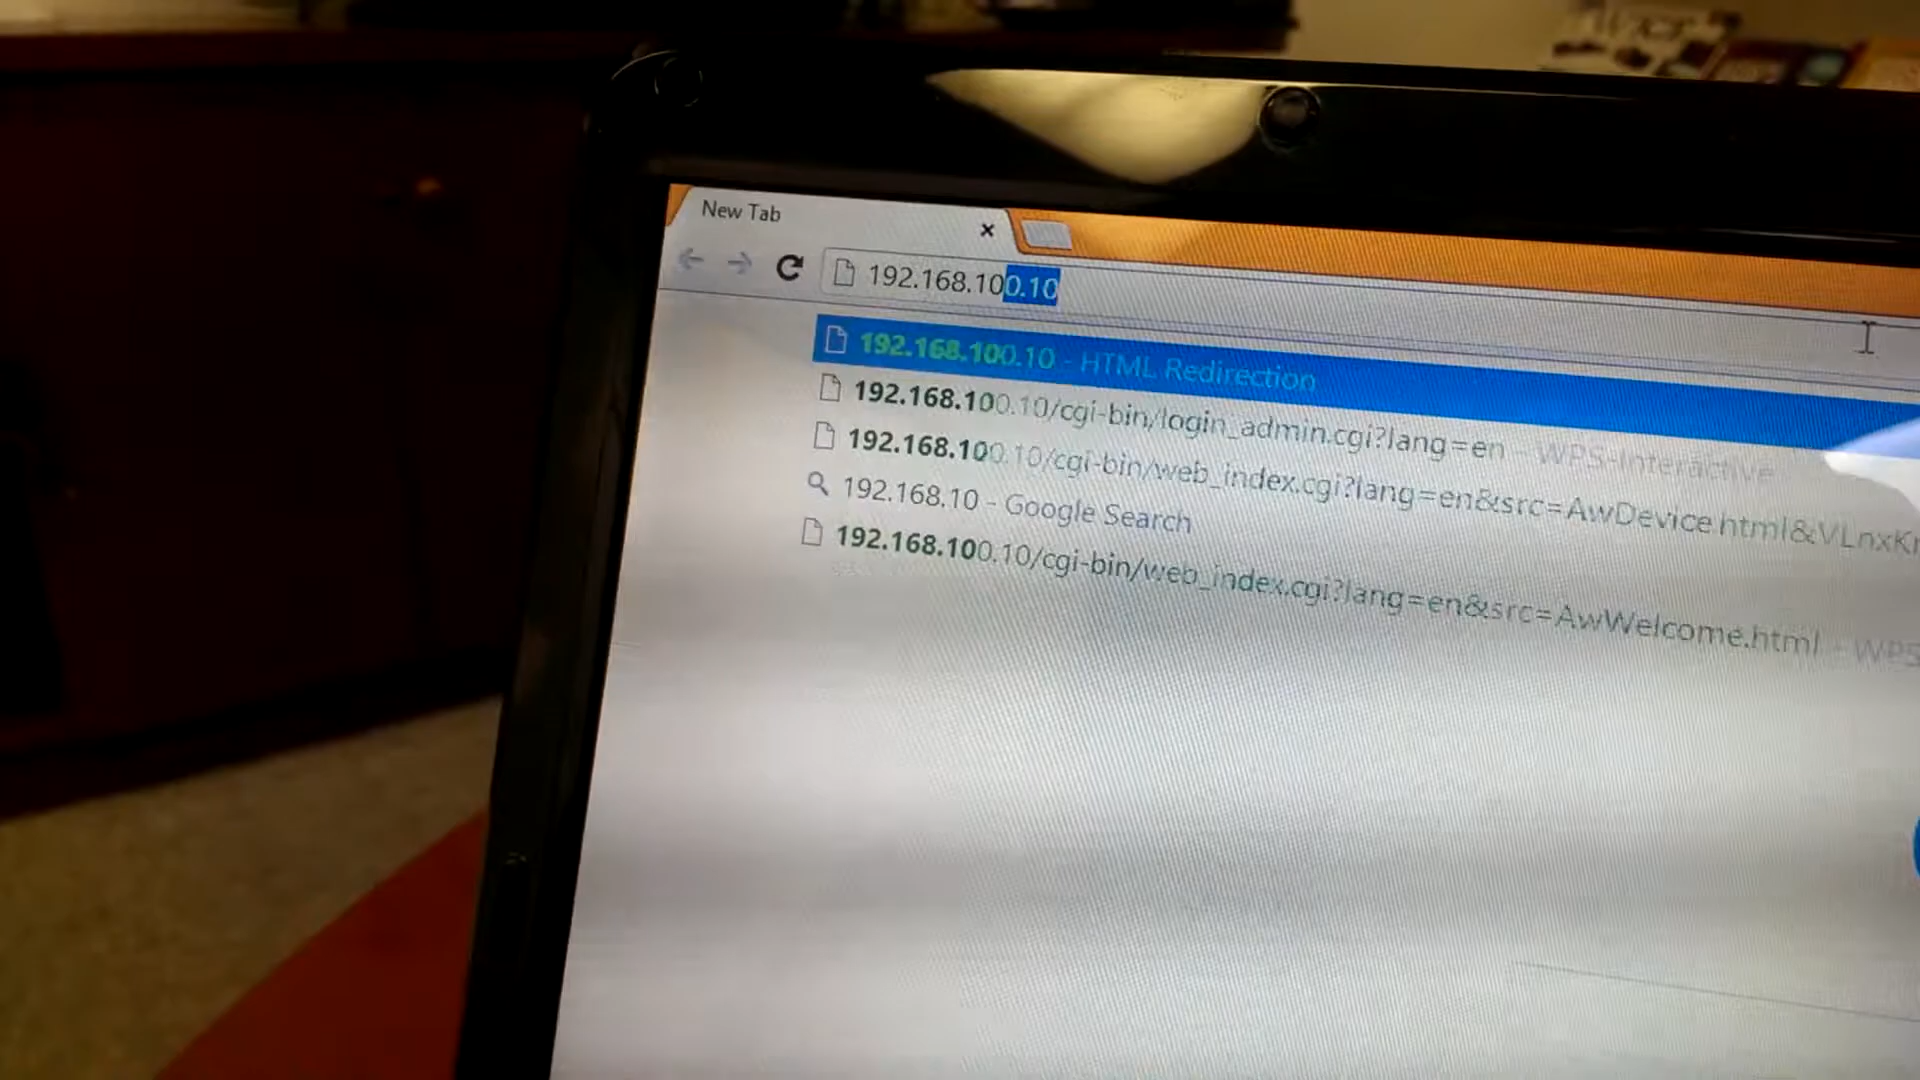 New Tab
192.168.100.10
192.168.100.10 - HTML Redirection
192.168.100.10/cgi-bin/login_admin.cgi?lang=en - WPS-Interactive
192.168.100.10/cgi-bin/web_index.cgi?lang=en&src=AwDevice.html&VLnxKr
192.168.10 - Google Search
192.168.100.10/cgi-bin/web_index.cgi?lang=en&src=AwWelcome.html - WPS